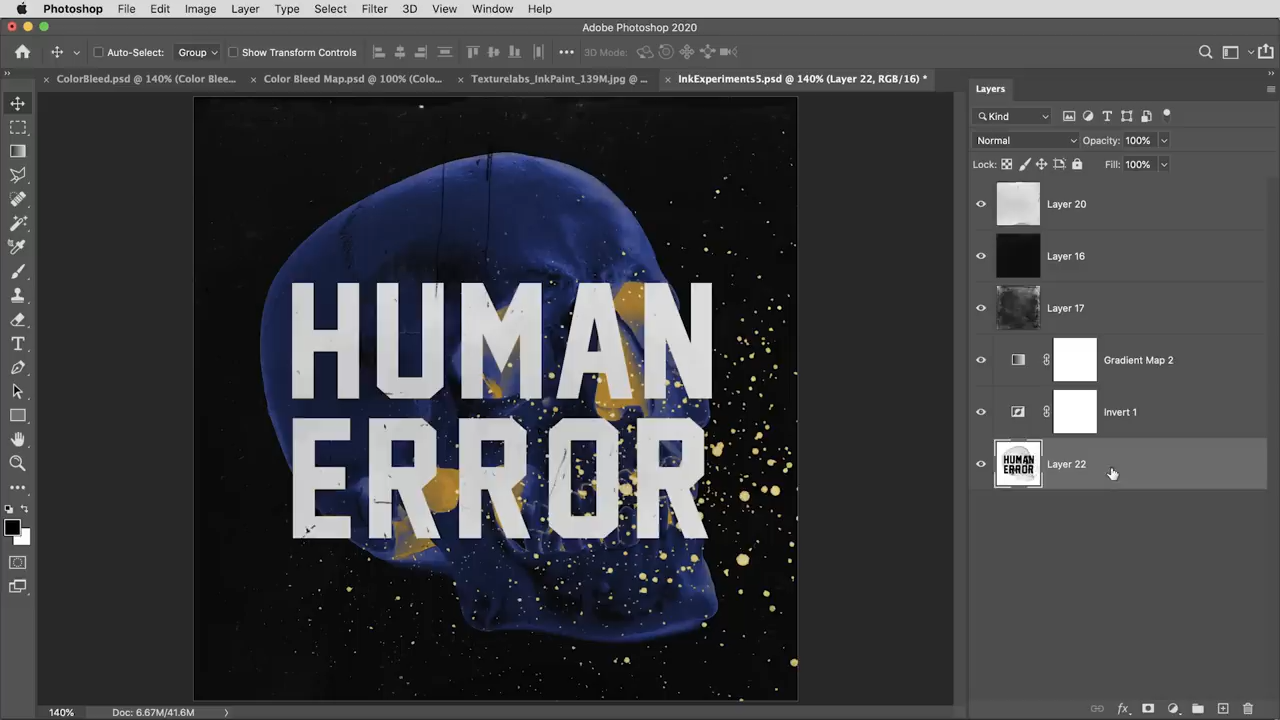 Photoshop File Edit Image Layer Type Select Filter 3D View Window Help
Adobe Photoshop 2020
Auto-Select: Group Show Transform Controls 3D Mode:
ColorBleed.psd @ 140% (Color Blee... Color Bleed Map.psd @ 100% (Colo... Texturelabs_InkPaint_139M.jpg @ ... InkExperiments5.psd @ 140% (Layer 22, RGB/16) *
Layers
Kind
Normal Opacity: 100%
Lock: Fill: 100%
Layer 20
Layer 16
Layer 17
Gradient Map 2
Invert 1
HUMAN
ERROR
Layer 22
HUMAN
ERROR
140% Doc: 6.67M/41.6M